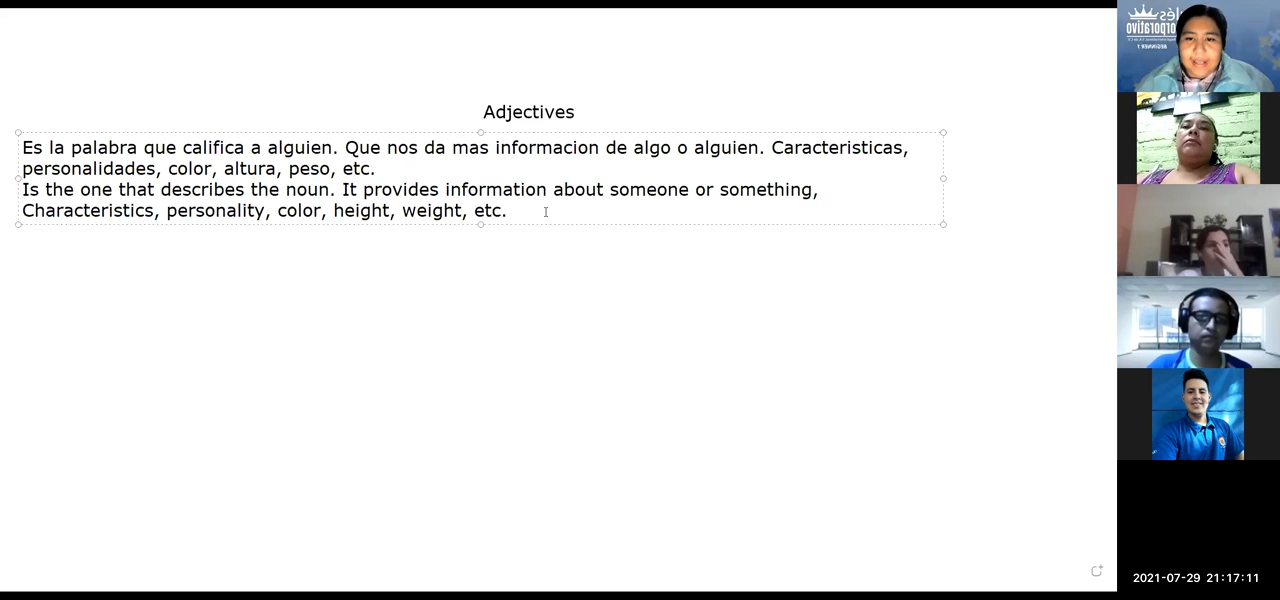 Adjectives
Es la palabra que califica a alguien. Que nos da mas informacion de algo o alguien. Caracteristicas,
personalidades, color, altura, peso, etc.
Is the one that describes the noun. It provides information about someone or something,
Characteristics, personality, color, height, weight, etc.
BEGINNER 1
2021-07-29 21:17:11